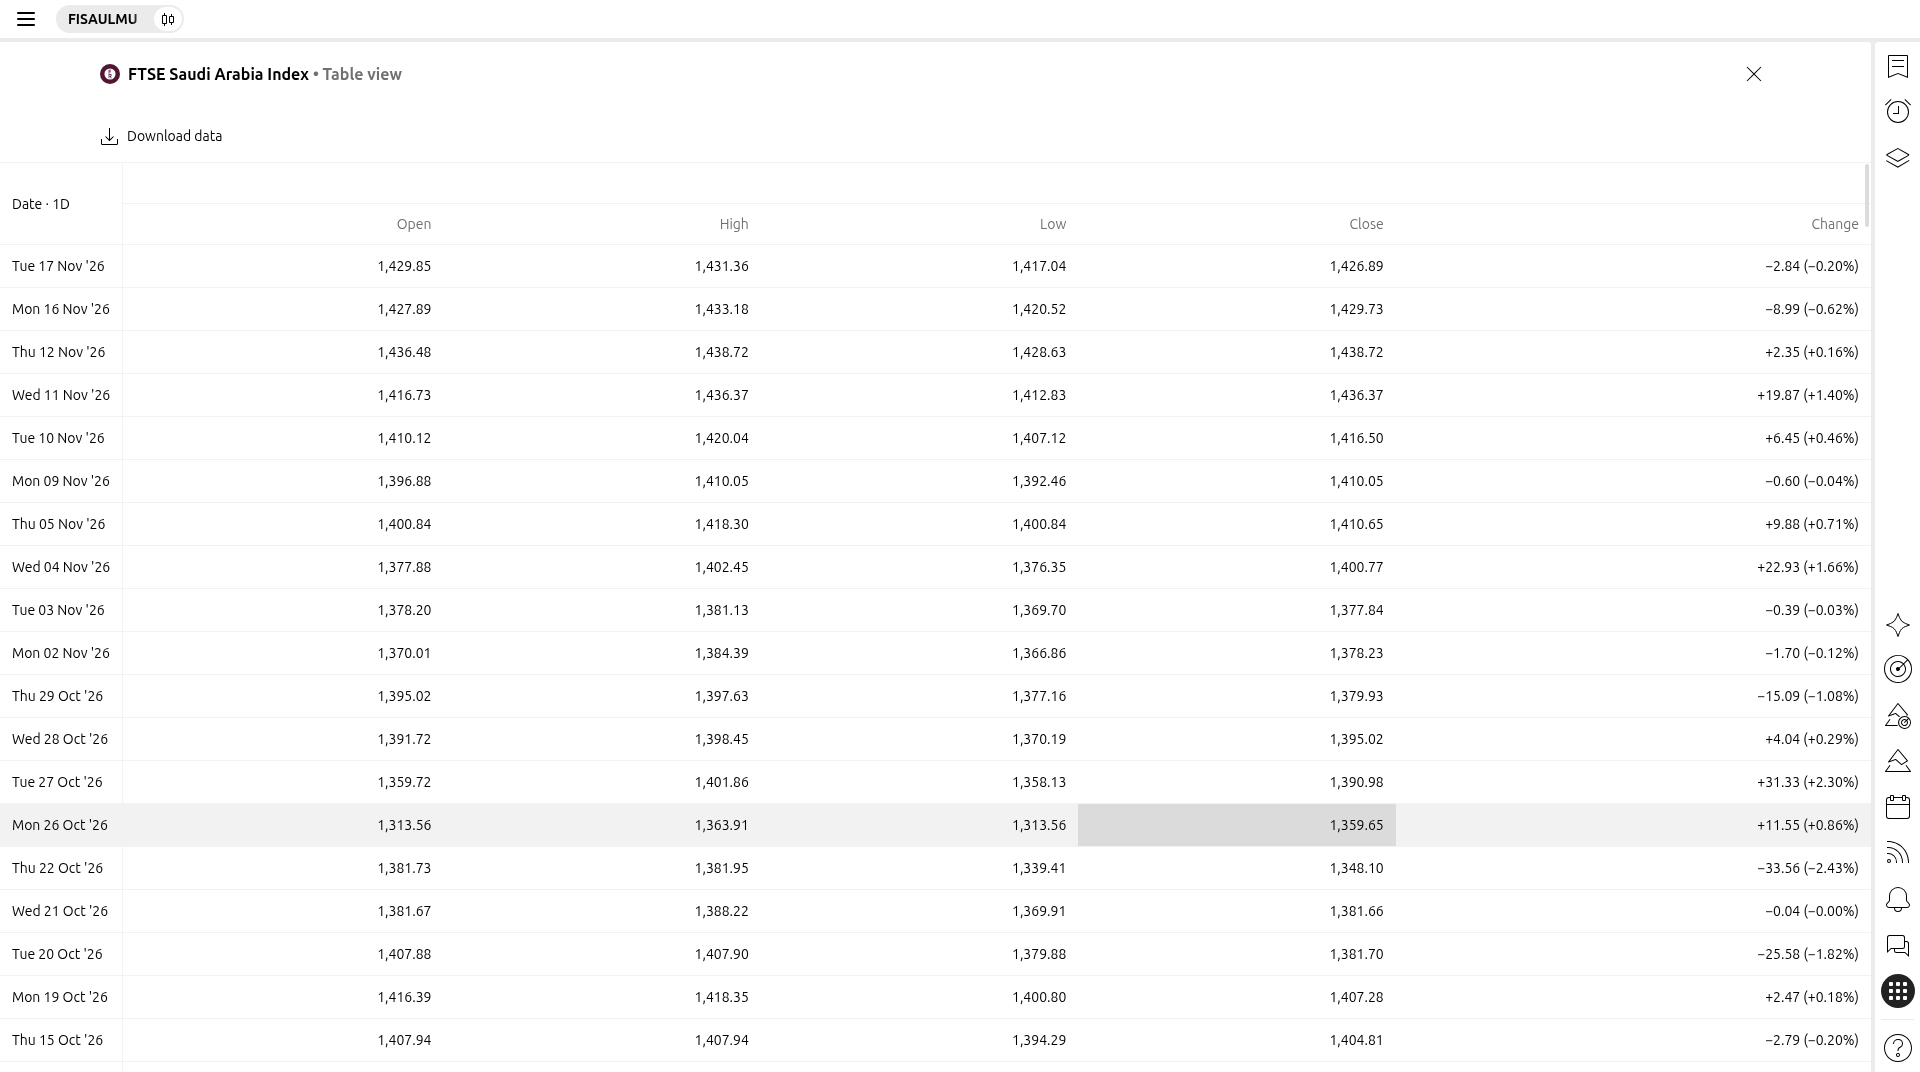 FISAULMU
FTSE Saudi Arabia Index • Table view
Download data
Date · 1D
Open High Low Close Change
Tue 17 Nov '26 1,429.85 1,431.36 1,417.04 1,426.89 −2.84 (−0.20%)
Mon 16 Nov '26 1,427.89 1,433.18 1,420.52 1,429.73 −8.99 (−0.62%)
Thu 12 Nov '26 1,436.48 1,438.72 1,428.63 1,438.72 +2.35 (+0.16%)
Wed 11 Nov '26 1,416.73 1,436.37 1,412.83 1,436.37 +19.87 (+1.40%)
Tue 10 Nov '26 1,410.12 1,420.04 1,407.12 1,416.50 +6.45 (+0.46%)
Mon 09 Nov '26 1,396.88 1,410.05 1,392.46 1,410.05 −0.60 (−0.04%)
Thu 05 Nov '26 1,400.84 1,418.30 1,400.84 1,410.65 +9.88 (+0.71%)
Wed 04 Nov '26 1,377.88 1,402.45 1,376.35 1,400.77 +22.93 (+1.66%)
Tue 03 Nov '26 1,378.20 1,381.13 1,369.70 1,377.84 −0.39 (−0.03%)
Mon 02 Nov '26 1,370.01 1,384.39 1,366.86 1,378.23 −1.70 (−0.12%)
Thu 29 Oct '26 1,395.02 1,397.63 1,377.16 1,379.93 −15.09 (−1.08%)
Wed 28 Oct '26 1,391.72 1,398.45 1,370.19 1,395.02 +4.04 (+0.29%)
Tue 27 Oct '26 1,359.72 1,401.86 1,358.13 1,390.98 +31.33 (+2.30%)
Mon 26 Oct '26 1,313.56 1,363.91 1,313.56 1,359.65 +11.55 (+0.86%)
Thu 22 Oct '26 1,381.73 1,381.95 1,339.41 1,348.10 −33.56 (−2.43%)
Wed 21 Oct '26 1,381.67 1,388.22 1,369.91 1,381.66 −0.04 (−0.00%)
Tue 20 Oct '26 1,407.88 1,407.90 1,379.88 1,381.70 −25.58 (−1.82%)
Mon 19 Oct '26 1,416.39 1,418.35 1,400.80 1,407.28 +2.47 (+0.18%)
Thu 15 Oct '26 1,407.94 1,407.94 1,394.29 1,404.81 −2.79 (−0.20%)